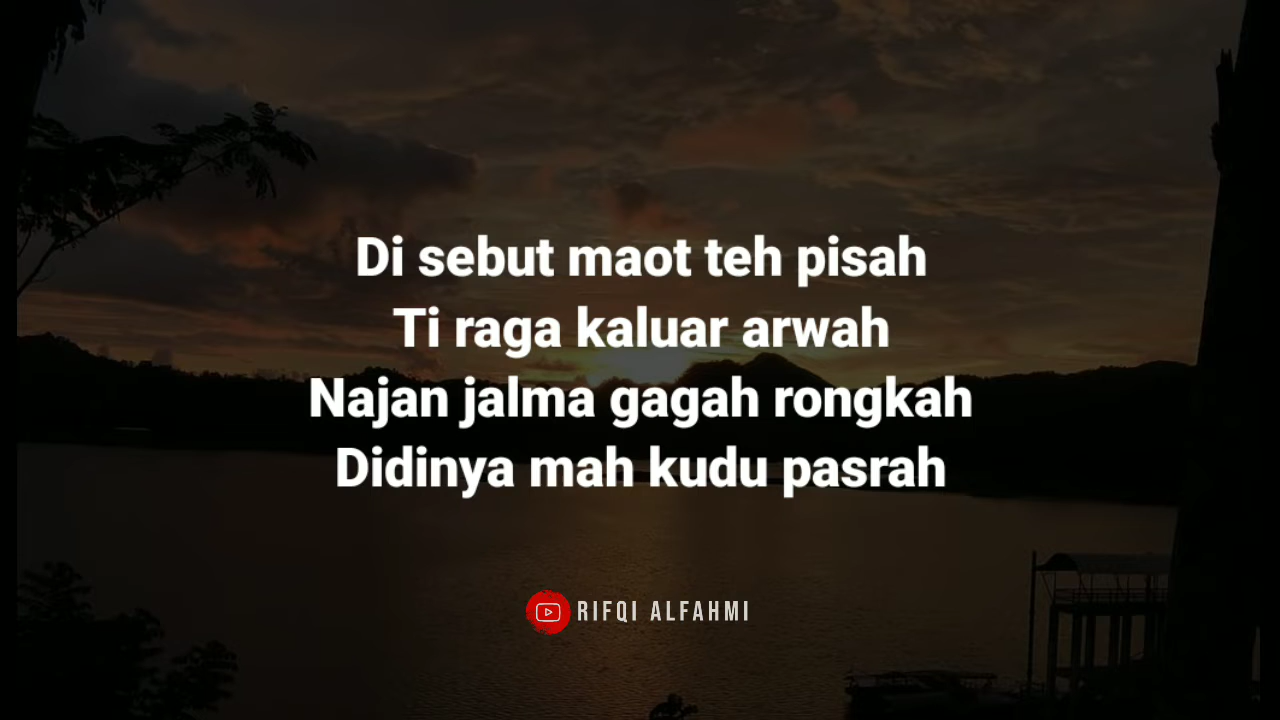 Di sebut maot teh pisah
Ti raga kaluar arwah
Najan jalma gagah rongkah
Didinya mah kudu pasrah
RIFQI ALFAHMI